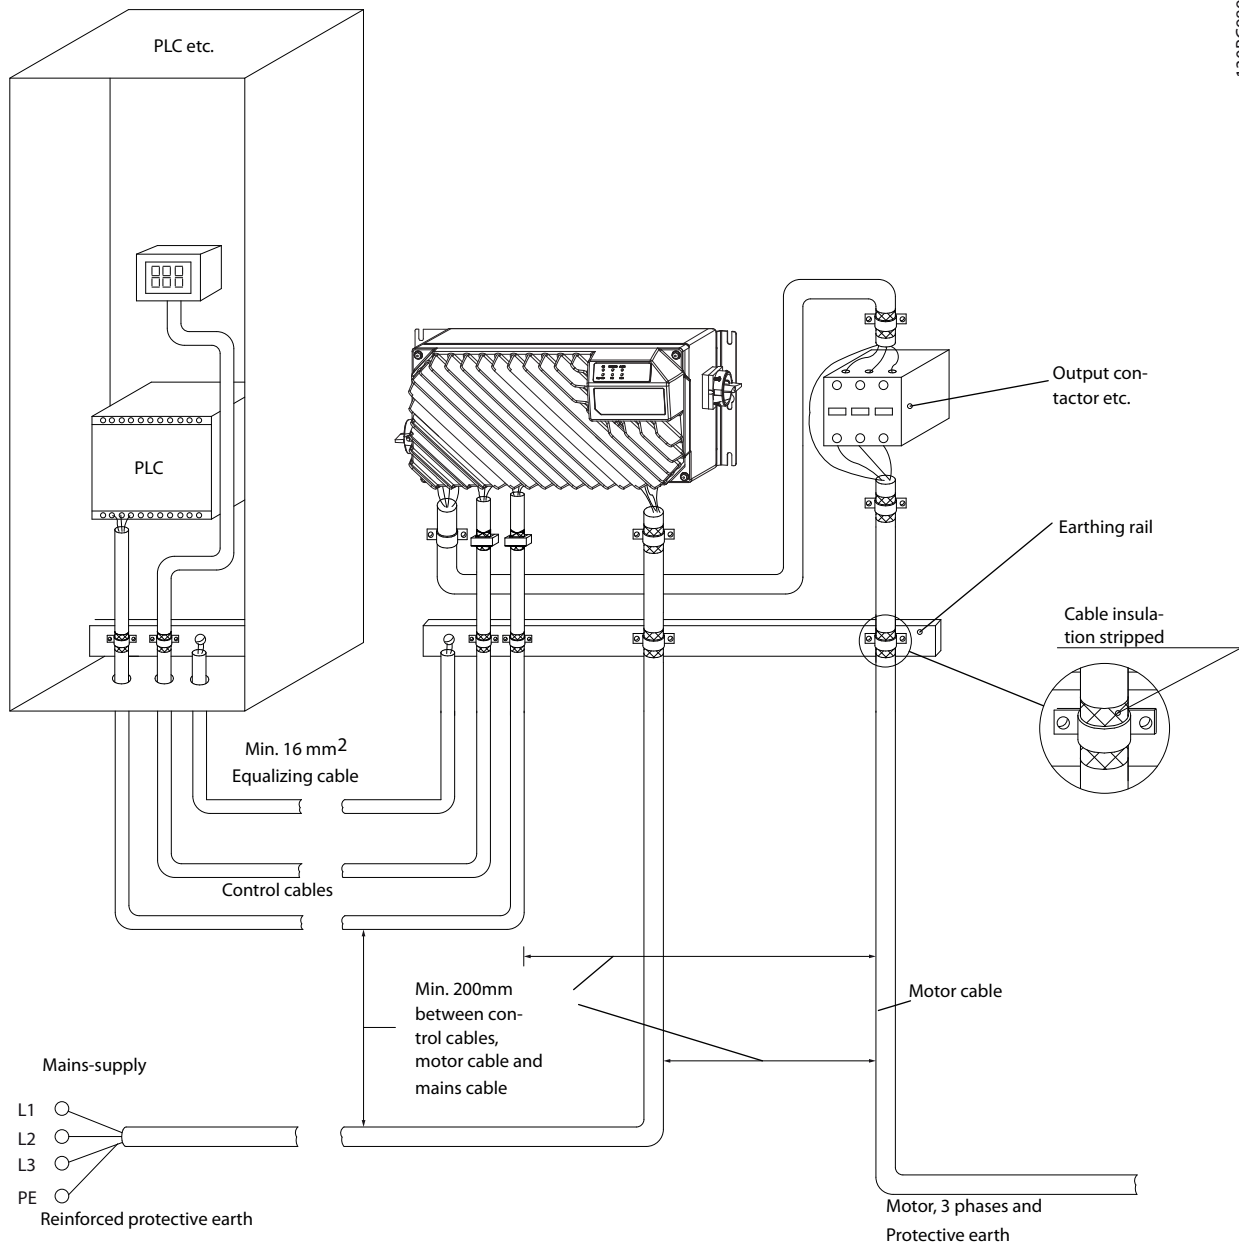 PLC etc.
PLC
Output con-
tactor etc.
Earthing rail
Cable insula-
tion stripped
Min. 16 mm2
Equalizing cable
Control cables
Min. 200mm
between con-
trol cables,
motor cable and
mains cable
Motor cable
Mains-supply
L1
L2
L3
PE
Reinforced protective earth
Motor, 3 phases and
Protective earth